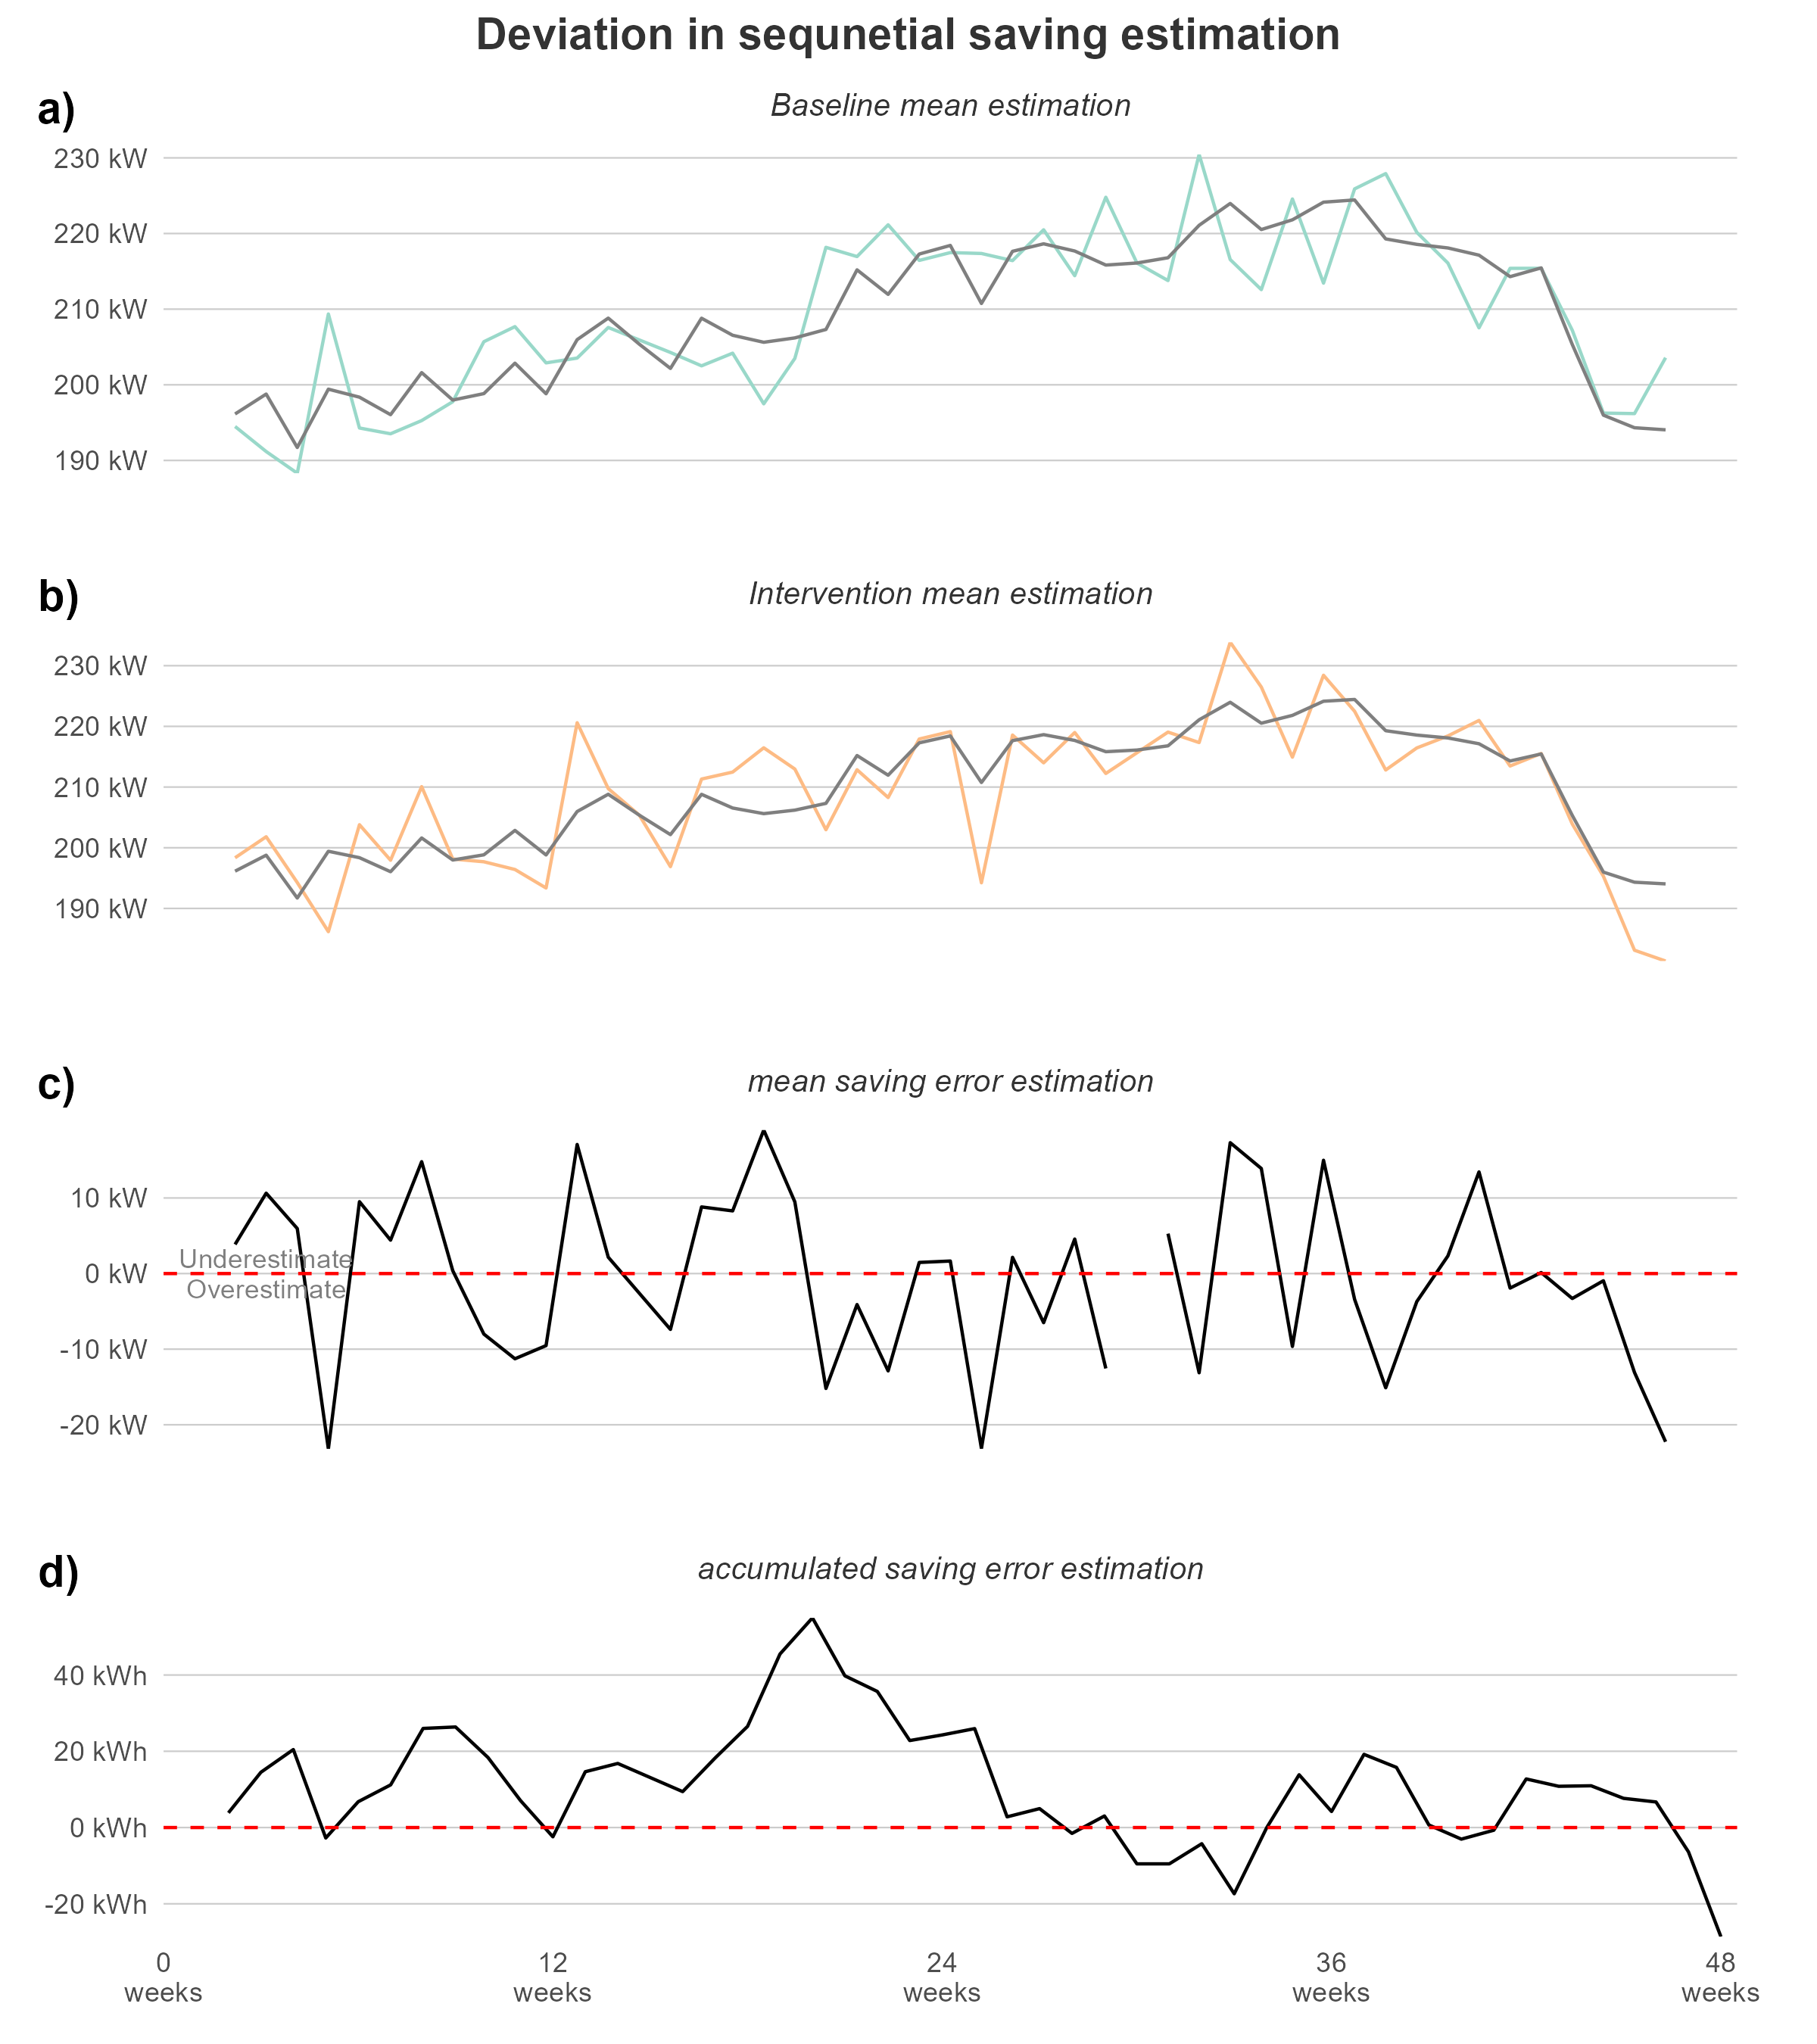 Deviation in sequnetial saving estimation
a)
Baseline mean estimation
230 kW
220 kW
210 kW
200 kW
190 kW
b)
Intervention mean estimation
230 kW
220 kW
210 kW
200 kW
190 kW
c)
mean saving error estimation
10 kW
Underestimate
0 kW
Overestimate
-10 kW
-20 kW
d)
accumulated saving error estimation
40 kWh
20 kWh
0 kWh
-20 kWh
0 12 24 36 48
weeks weeks weeks weeks weeks